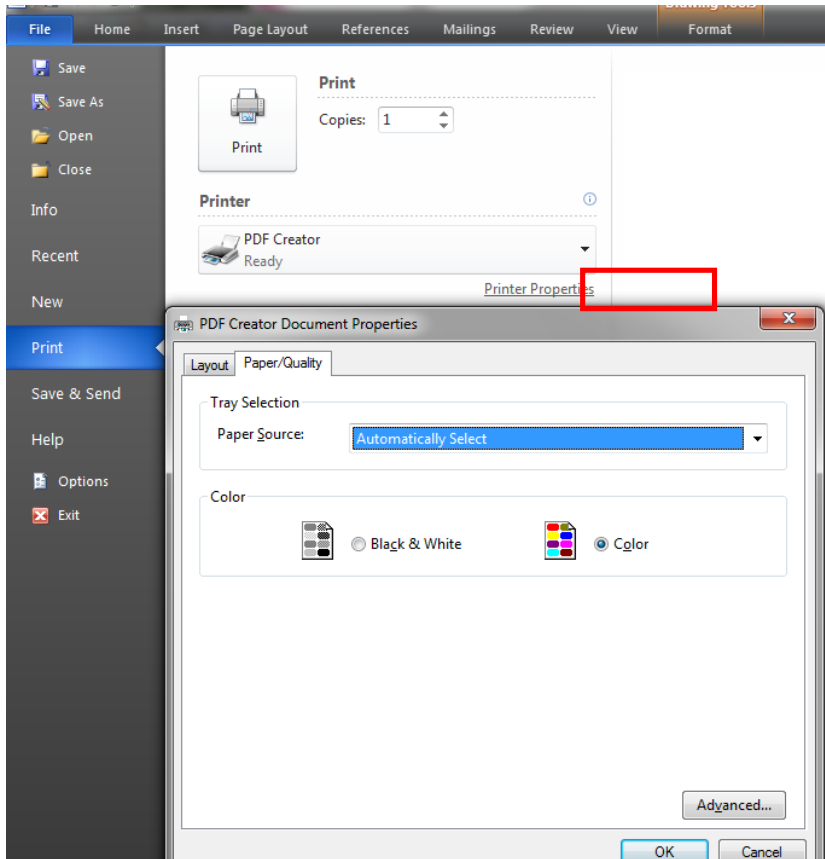 Drawing Tools
File Home Insert Page Layout References Mailings Review View Format
Save
Save As
Open
Close
Info
Recent
New
Print
Save & Send
Help
Options
Exit
Print
Print
Copies: 1
Printer
PDF Creator
Ready
Printer Properties
PDF Creator Document Properties
Layout Paper/Quality
Tray Selection
Paper Source: Automatically Select
Color
Black & White Color
Advanced...
OK Cancel